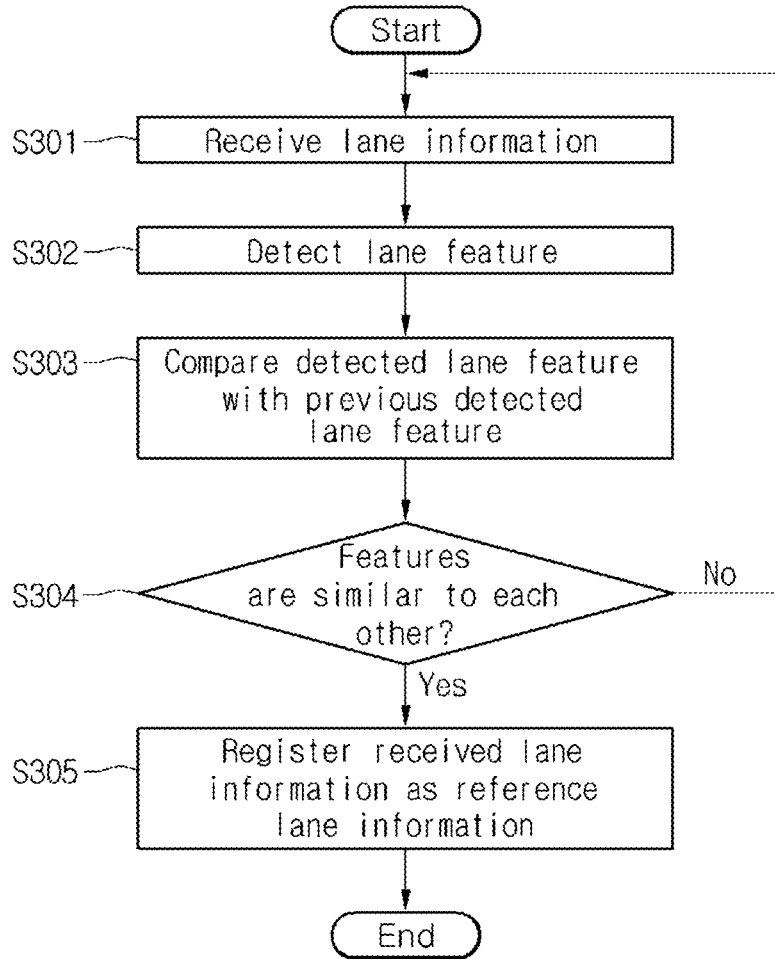 Start
S301
Receive lane information
S302
Detect lane feature
S303
Compare detected lane feature
with previous detected
lane feature
S304
Features
are similar to each
other?
No
Yes
S305
Register received lane
information as reference
lane information
End